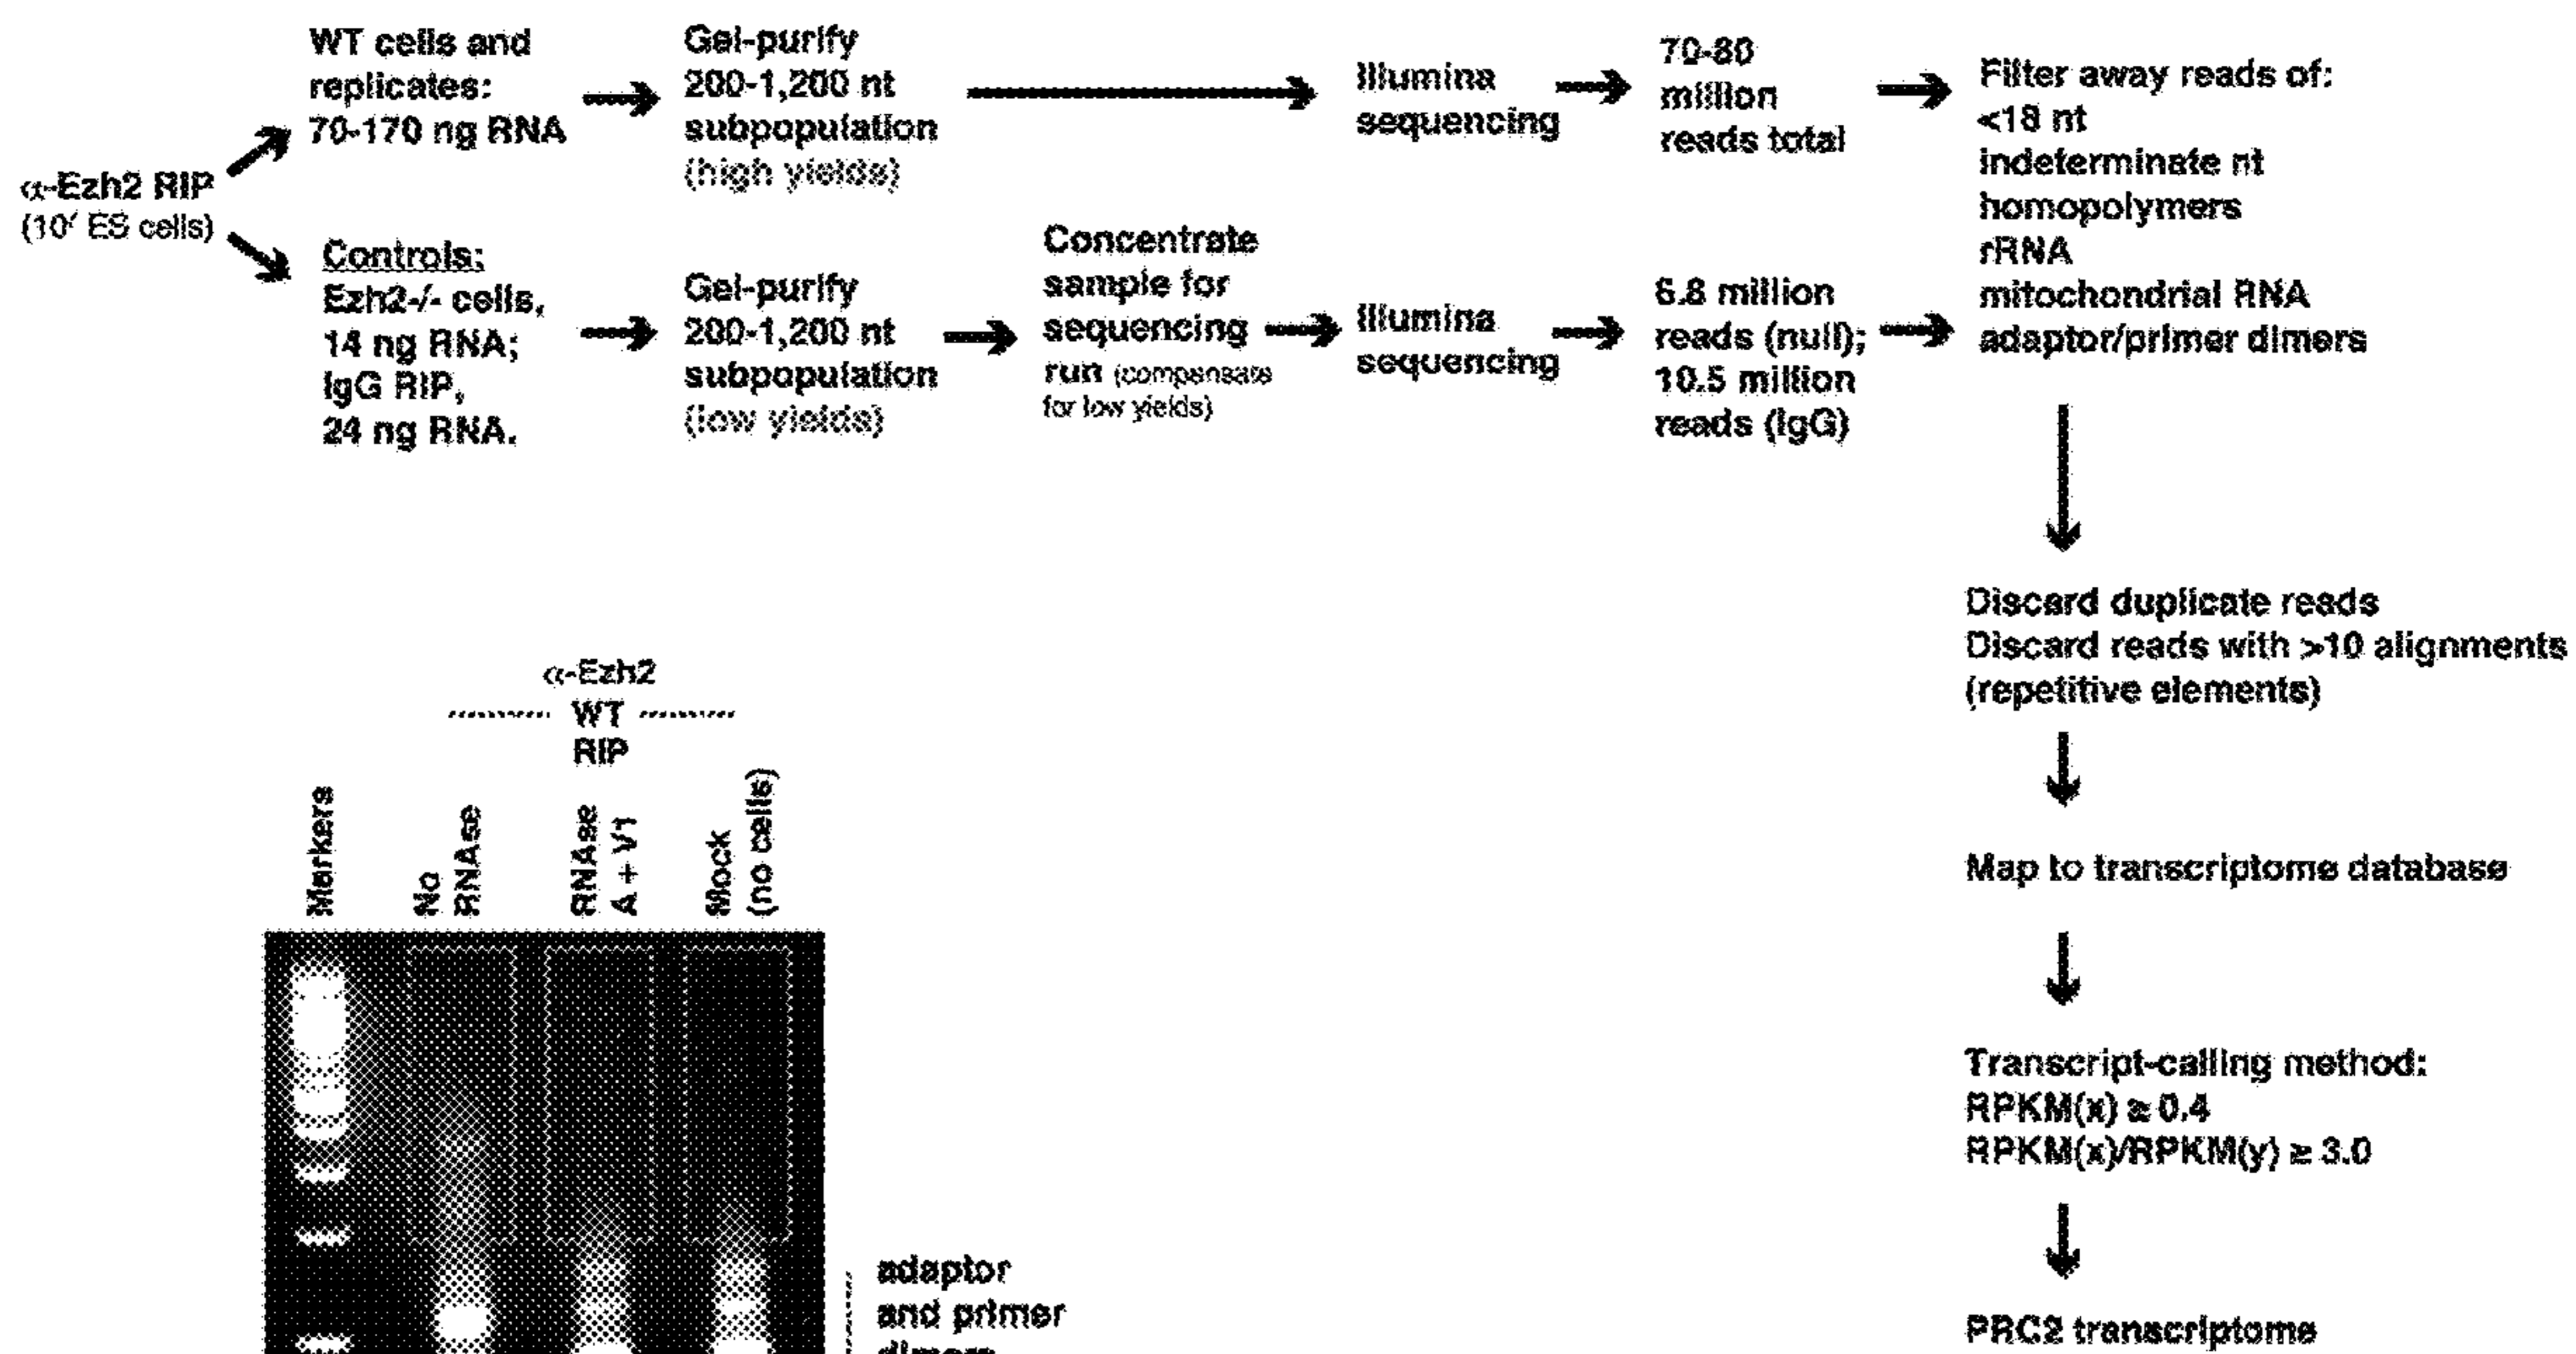 α-Ezh2 RIP
(10⁷ ES cells)
WT cells and
replicates:
70-170 ng RNA
Gel-purify
200-1,200 nt
subpopulation
(high yields)
Illumina
sequencing
70-80
million
reads total
Filter away reads of:
<18 nt
indeterminate nt
homopolymers
rRNA
mitochondrial RNA
adaptor/primer dimers
Controls:
Ezh2-/- cells,
14 ng RNA;
IgG RIP,
24 ng RNA.
Gel-purify
200-1,200 nt
subpopulation
(low yields)
Concentrate
sample for
sequencing
run (compensate
for low yields)
Illumina
sequencing
6.8 million
reads (null);
10.5 million
reads (IgG)
Discard duplicate reads
Discard reads with >10 alignments
(repetitive elements)
Map to transcriptome database
Transcript-calling method:
RPKM(x) ≥ 0.4
RPKM(x)/RPKM(y) ≥ 3.0
PRC2 transcriptome
α-Ezh2
WT
RIP
Markers
No
RNAse
RNAse
A + V1
Mock
(no cells)
adaptor
and primer
dimers